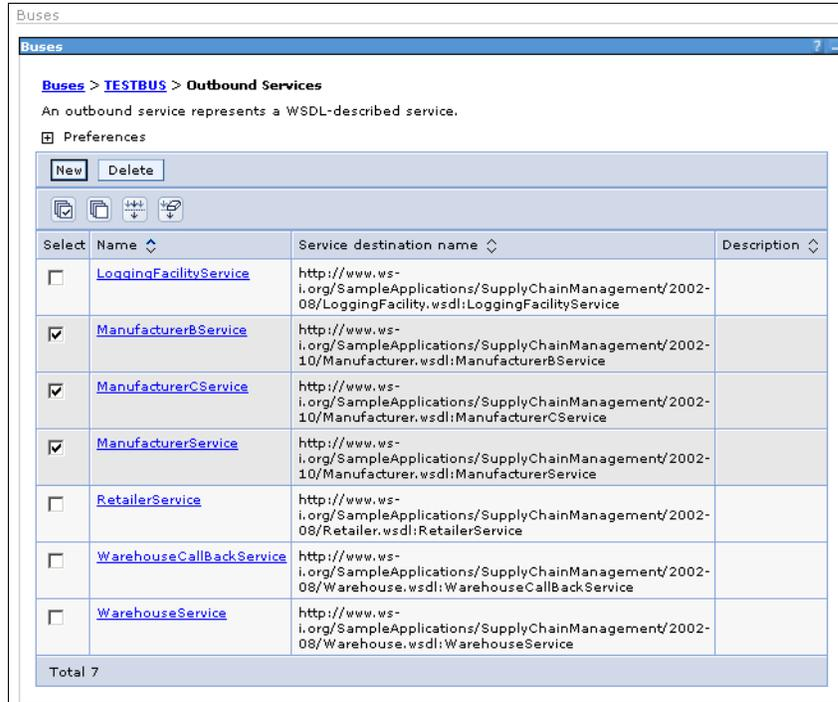 Buses
Buses ? -
Buses > TESTBUS > Outbound Services
An outbound service represents a WSDL-described service.
+ Preferences
New Delete
Select Name Service destination name Description
LoggingFacilityService
http://www.ws-
i.org/SampleApplications/SupplyChainManagement/2002-
08/LoggingFacility.wsdl:LoggingFacilityService
ManufacturerBService
http://www.ws-
i.org/SampleApplications/SupplyChainManagement/2002-
10/Manufacturer.wsdl:ManufacturerBService
ManufacturerCService
http://www.ws-
i.org/SampleApplications/SupplyChainManagement/2002-
10/Manufacturer.wsdl:ManufacturerCService
ManufacturerService
http://www.ws-
i.org/SampleApplications/SupplyChainManagement/2002-
10/Manufacturer.wsdl:ManufacturerService
RetailerService
http://www.ws-
i.org/SampleApplications/SupplyChainManagement/2002-
08/Retailer.wsdl:RetailerService
WarehouseCallBackService
http://www.ws-
i.org/SampleApplications/SupplyChainManagement/2002-
08/Warehouse.wsdl:WarehouseCallBackService
WarehouseService
http://www.ws-
i.org/SampleApplications/SupplyChainManagement/2002-
08/Warehouse.wsdl:WarehouseService
Total 7